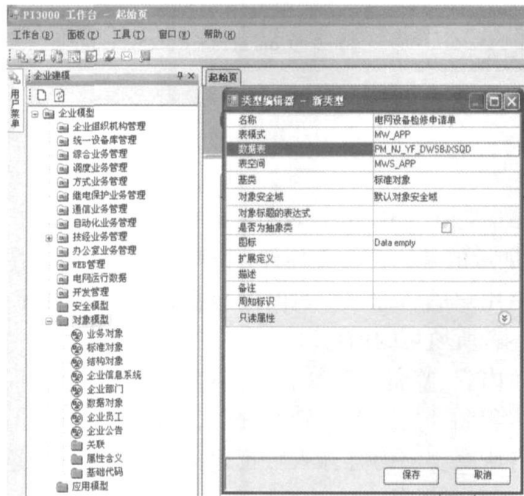 PI3000 工作台 - 起始页
工作台(B) 面板(P) 工具(T) 窗口(W) 帮助(H)
企业建模
起始页
用户菜单
企业模型
企业组织机构管理
统一设备库管理
综合业务管理
调度业务管理
方式业务管理
继电保护业务管理
通信业务管理
自动化业务管理
技经业务管理
办公室业务管理
WEB管理
电网运行数据
开发管理
安全模型
对象模型
业务对象
标准对象
结构对象
企业信息系统
企业部门
数据对象
企业员工
企业公告
关联
属性含义
基础代码
应用模型
类型编辑器 - 新类型
名称 电网设备检修申请单
表模式 MW_APP
数据表 PM_NJ_YF_DWSBJXSQD
表空间 MWS_APP
基类 标准对象
对象安全域 默认对象安全域
对象标题的表达式
是否为抽象类
图标 Data empty
扩展定义
描述
备注
周知标识
只读属性
保存 取消